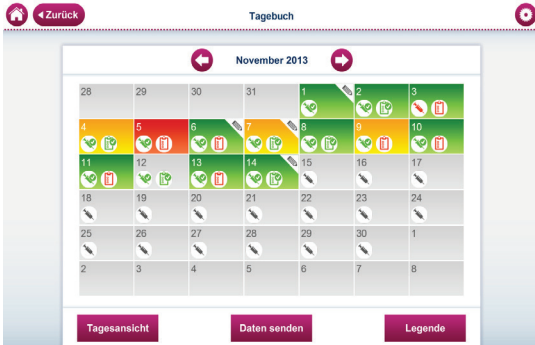 Zurück
Tagebuch
November 2013
28 29 30 31 1 2 3
4 5 6 7 8 9 10
11 12 13 14 15 16 17
18 19 20 21 22 23 24
25 26 27 28 29 30 1
2 3 4 5 6 7 8
Tagesansicht Daten senden Legende